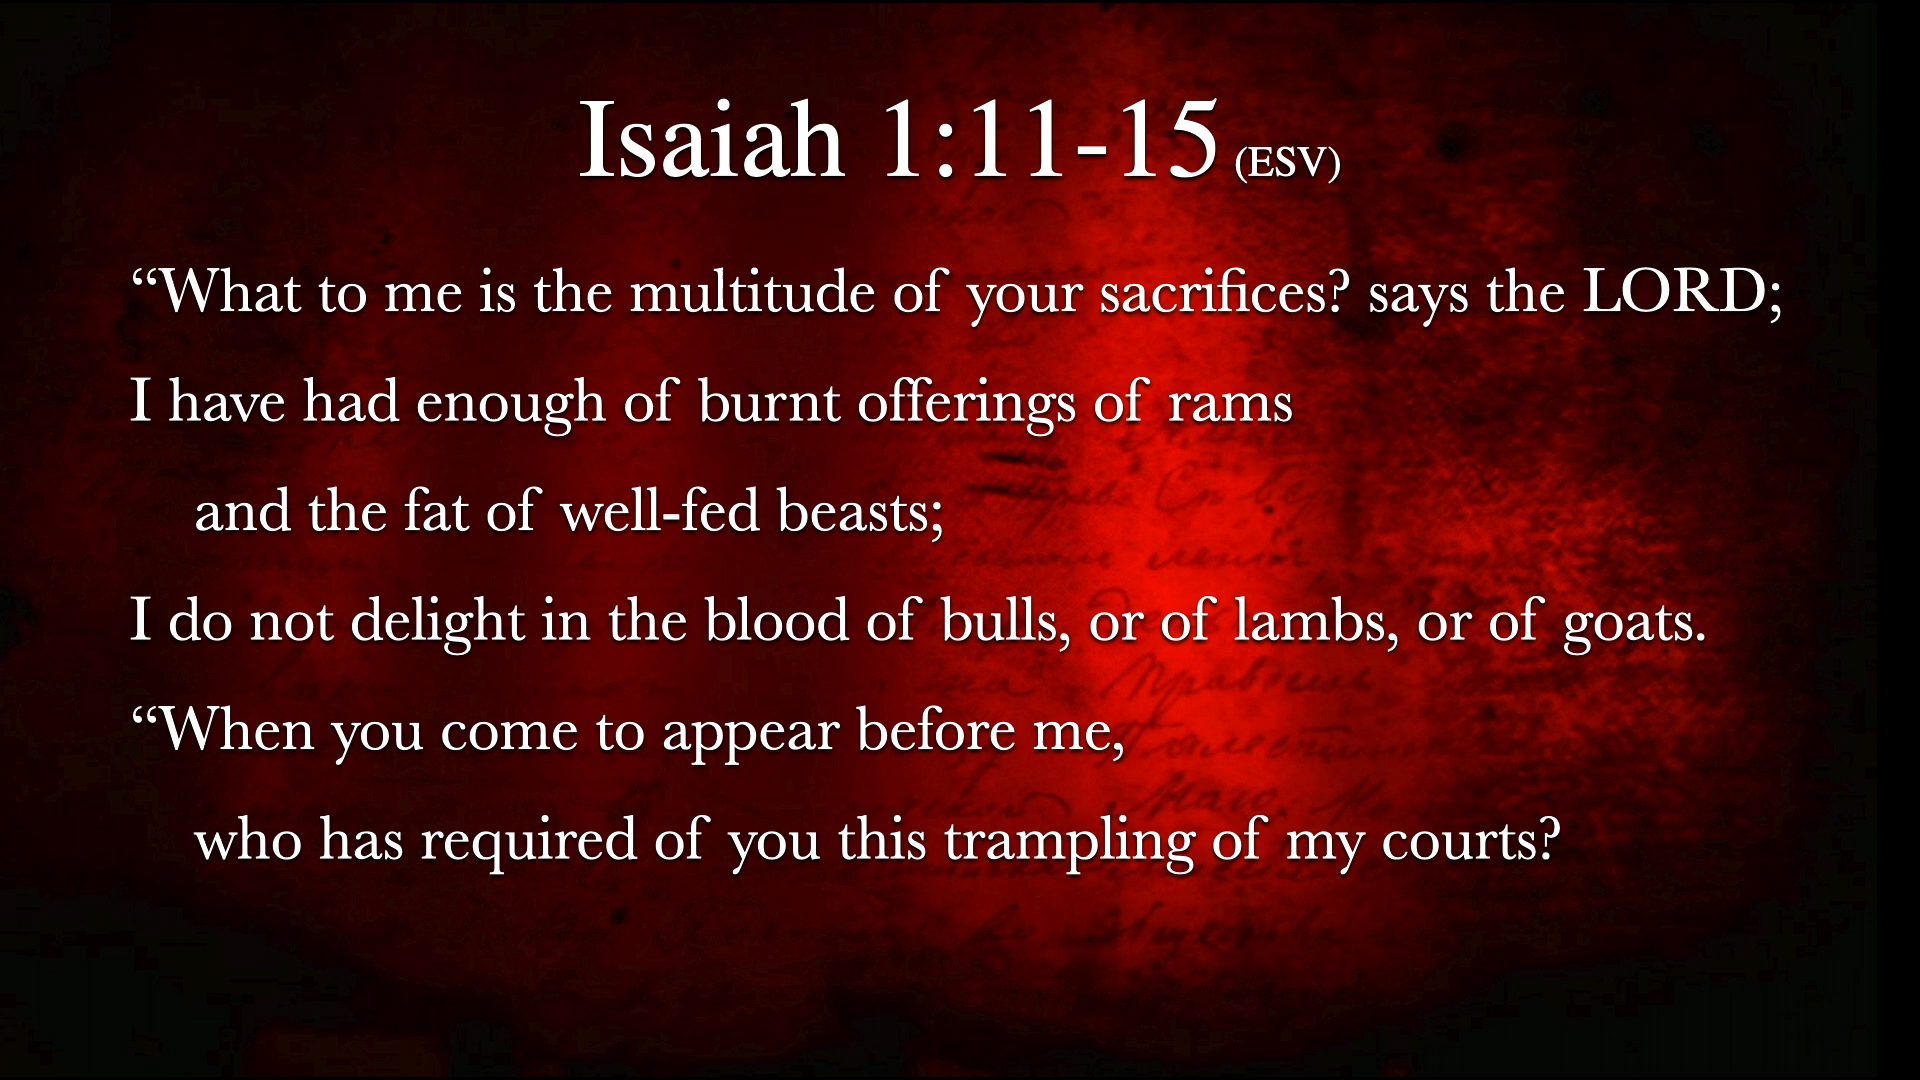 Isaiah 1:11-15 (ESV)
“What to me is the multitude of your sacrifices? says the LORD;
I have had enough of burnt offerings of rams
and the fat of well-fed beasts;
I do not delight in the blood of bulls, or of lambs, or of goats.
“When you come to appear before me,
who has required of you this trampling of my courts?